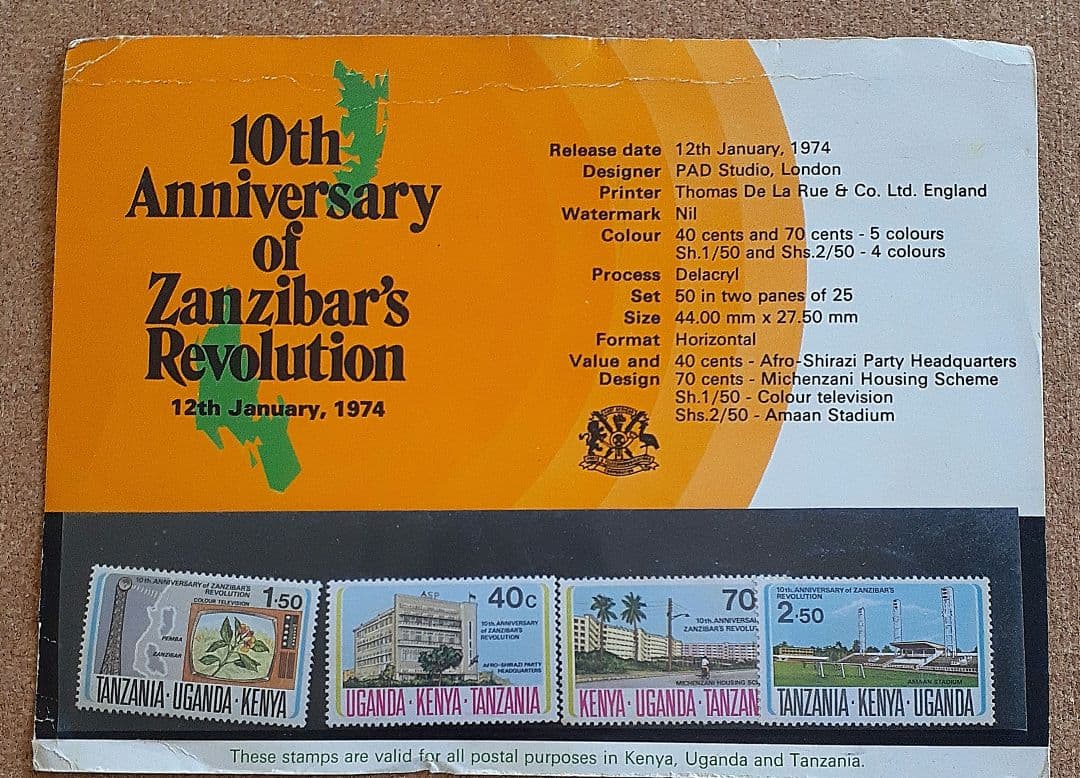 10th
Anniversary
of
Zanzibar's
Revolution
12th January, 1974
Release date 12th January, 1974
Designer PAD Studio, London
Printer Thomas De La Rue & Co. Ltd. England
Watermark Nil
Colour 40 cents and 70 cents - 5 colours
Sh.1/50 and Shs.2/50 - 4 colours
Process Delacryl
Set 50 in two panes of 25
Size 44.00 mm x 27.50 mm
Format Horizontal
Value and 40 cents - Afro-Shirazi Party Headquarters
Design 70 cents - Michenzani Housing Scheme
Sh.1/50 - Colour television
Shs.2/50 - Amaan Stadium
10th ANNIVERSARY of ZANZIBAR'S
REVOLUTION
COLOUR TELEVISION
1·50
PEMBA
ZANZIBAR
TANZANIA·UGANDA·KENYA
ASP
40c
10th ANNIVERSARY
of ZANZIBAR'S
REVOLUTION
AFRO-SHIRAZI PARTY
HEADQUARTERS
UGANDA·KENYA·TANZANIA
70
10th ANNIVERSA
ZANZIBAR'S REVOLU
MICHENZANI HOUSING SC
KENYA·UGANDA·TANZAN
10th ANNIVERSARY of ZANZIBAR'S
REVOLUTION
2·50
AMAAN STADIUM
TANZANIA·KENYA·UGANDA
These stamps are valid for all postal purposes in Kenya, Uganda and Tanzania.